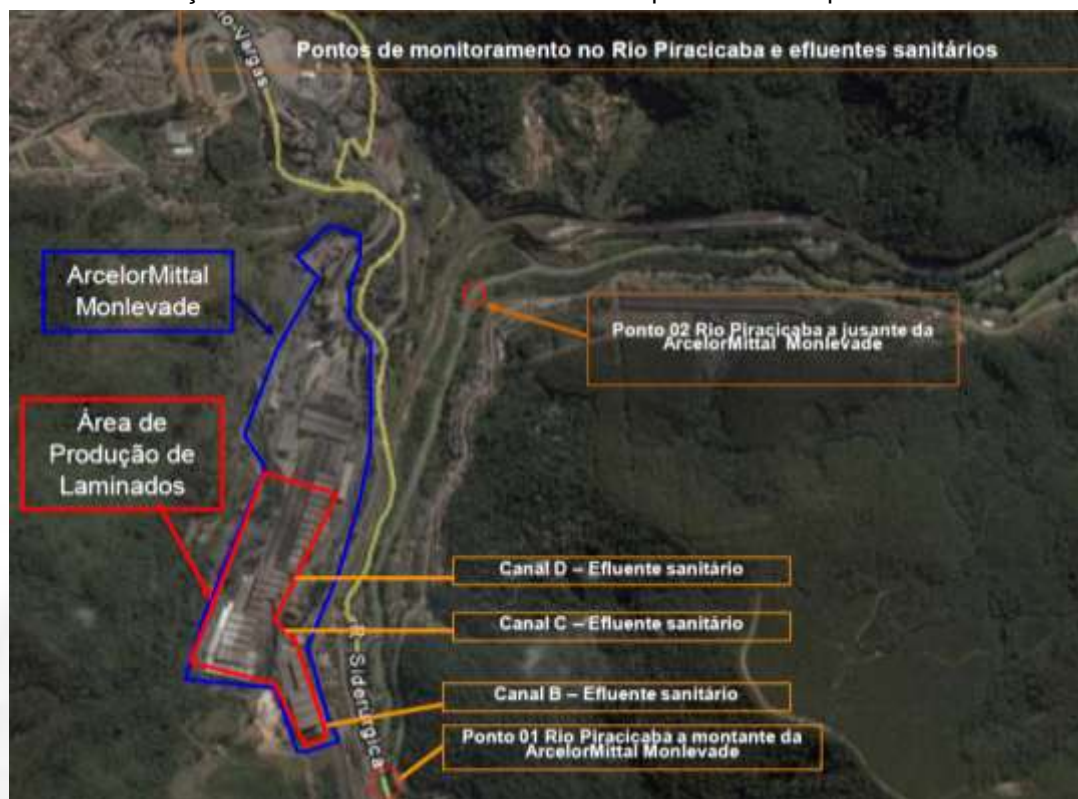 Pontos de monitoramento no Rio Piracicaba e efluentes sanitários
Vargas
ArcelorMittal
Monlevade
Ponto 02 Rio Piracicaba a jusante da
ArcelorMittal Monlevade
Área de
Produção de
Laminados
Canal D – Efluente sanitário
Canal C – Efluente sanitário
R. Siderúrgica
Canal B – Efluente sanitário
Ponto 01 Rio Piracicaba a montante da
ArcelorMittal Monlevade